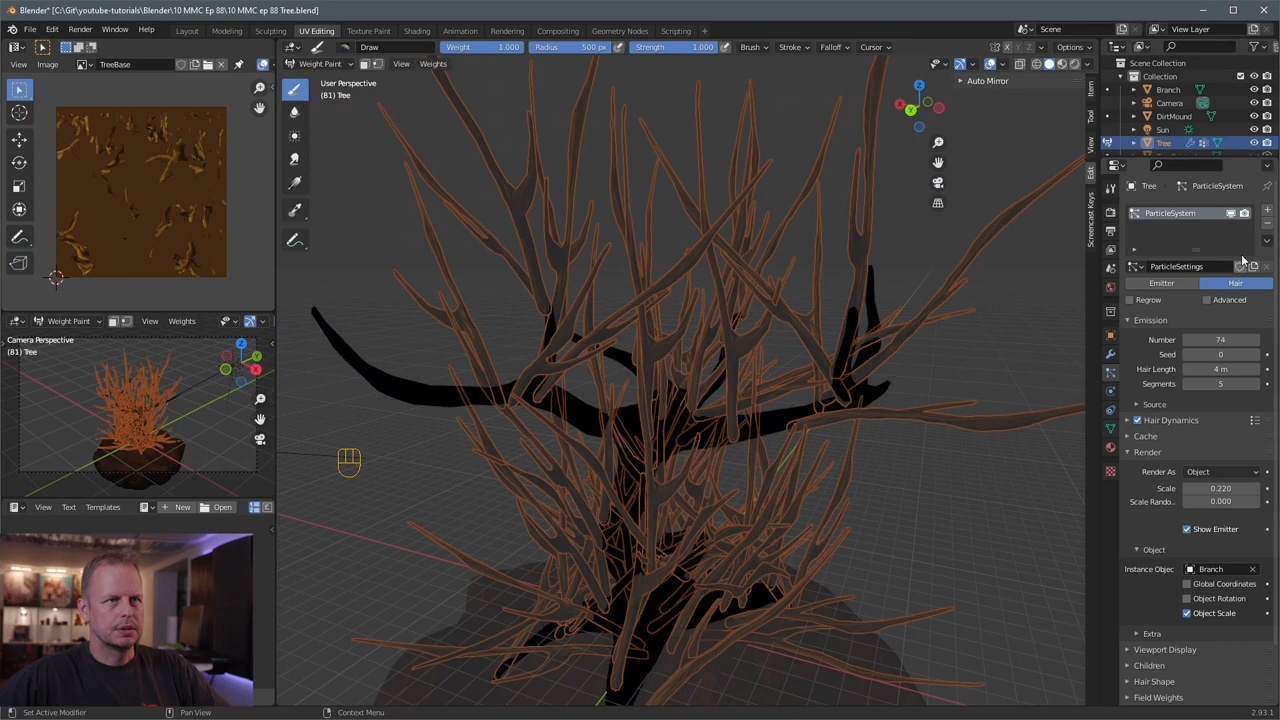 Blender* [C:\Git\youtube-tutorials\Blender\10 MMC Ep 88\10 MMC ep 88 Tree.blend]
File Edit Render Window Help Layout Modeling Sculpting UV Editing Texture Paint Shading Animation Rendering Compositing Geometry Nodes Scripting Scene View Layer
Draw Weight 1.000 Radius 500 px Strength 1.000 Brush Stroke Falloff Cursor X Y Z Options
View Image TreeBase
Weight Paint View Weights
User Perspective
(81) Tree
Auto Mirror
Item
Tool
View
Edit
Screencast Keys
Z
X
Y
Scene Collection
Collection
Branch
Camera
DirtMound
Sun
Tree
Tree ParticleSystem
ParticleSystem
ParticleSettings
Emitter Hair
Regrow Advanced
Emission
Number 74
Seed 0
Hair Length 4 m
Segments 5
Source
Hair Dynamics
Cache
Render
Render As Object
Scale 0.220
Scale Rando... 0.000
Show Emitter
Object
Instance Objec Branch
Global Coordinates
Object Rotation
Object Scale
Extra
Viewport Display
Children
Hair Shape
Field Weights
Weight Paint View Weights
Camera Perspective
(81) Tree
Z
Y
X
View Text Templates New Open
Set Active Modifier Pan View Context Menu 2.93.1